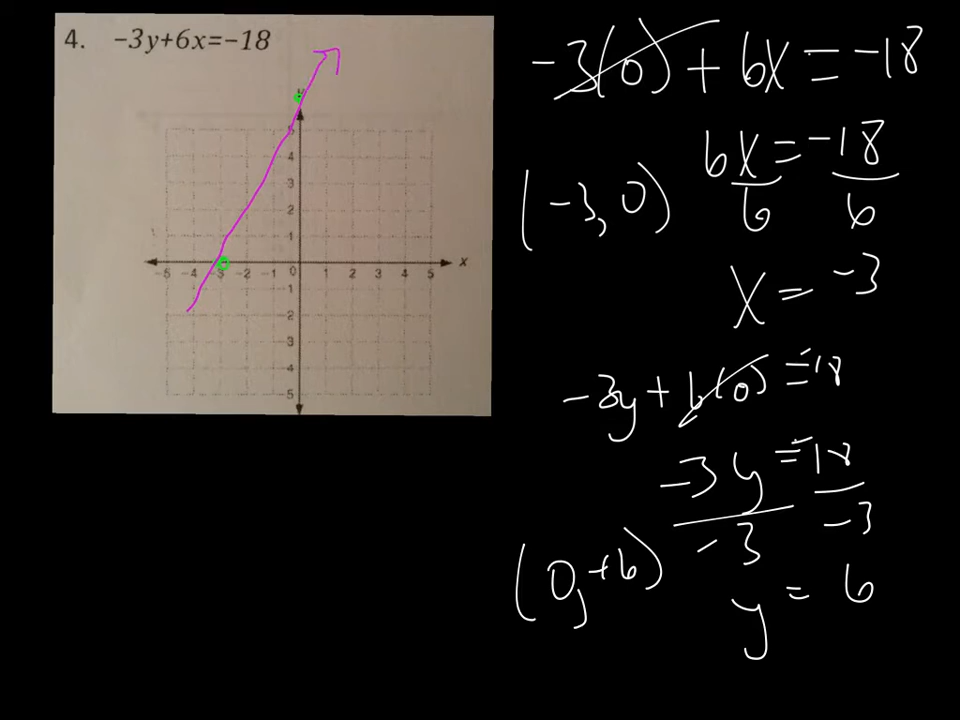 4. -3y+6x=-18
y
5
4
3
2
1
-5 -4 -3 -2 -1 0 1 2 3 4 5 x
1
2
3
4
5
-3(0) + 6x = -18
6x = -18
6 6
(-3, 0)
x = -3
-3y + 6(0) = -18
-3y = -18
-3 -3
(0, +6)
y = 6